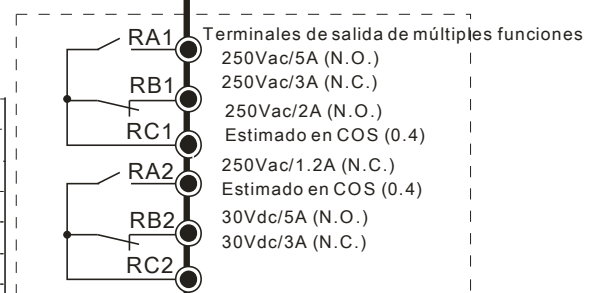 RA1
Terminales de salida de múltiples funciones
250Vac/5A (N.O.)
RB1
250Vac/3A (N.C.)
250Vac/2A (N.O.)
RC1
Estimado en COS (0.4)
RA2
250Vac/1.2A (N.C.)
Estimado en COS (0.4)
RB2
30Vdc/5A (N.O.)
30Vdc/3A (N.C.)
RC2